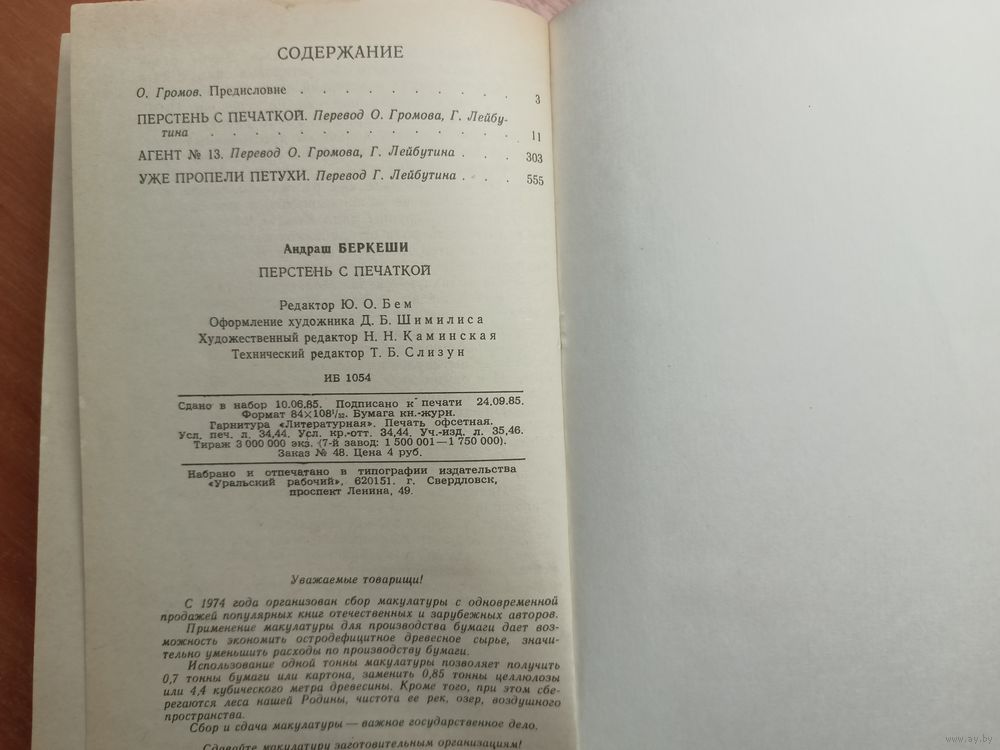 СОДЕРЖАНИЕ
О. Громов. Предисловие . . . . . . . . . . 3
ПЕРСТЕНЬ С ПЕЧАТКОЙ. Перевод О. Громова, Г. Лейбу-
тина . . . . . . . . . . . . . . 11
АГЕНТ № 13. Перевод О. Громова, Г. Лейбутина . . . 303
УЖЕ ПРОПЕЛИ ПЕТУХИ. Перевод Г. Лейбутина . . . 555
Андраш БЕРКЕШИ
ПЕРСТЕНЬ С ПЕЧАТКОЙ
Редактор Ю. О. Бем
Оформление художника Д. Б. Шимилиса
Художественный редактор Н. Н. Каминская
Технический редактор Т. Б. Слизун
ИБ 1054
Сдано в набор 10.06.85. Подписано к печати 24.09.85.
Формат 84×108¹/₃₂. Бумага кн.-журн.
Гарнитура «Литературная». Печать офсетная.
Усл. печ. л. 34,44. Усл. кр.-отт. 34,44. Уч.-изд. л. 35,46.
Тираж 3 000 000 экз. (7-й завод: 1 500 001—1 750 000).
Заказ № 48. Цена 4 руб.
Набрано и отпечатано в типографии издательства
«Уральский рабочий», 620151. г. Свердловск,
проспект Ленина, 49.
Уважаемые товарищи!
С 1974 года организован сбор макулатуры с одновременной
продажей популярных книг отечественных и зарубежных авторов.
Применение макулатуры для производства бумаги дает воз-
можность экономить остродефицитное древесное сырье, значи-
тельно уменьшить расходы по производству бумаги.
Использование одной тонны макулатуры позволяет получить
0,7 тонны бумаги или картона, заменить 0,85 тонны целлюлозы
или 4,4 кубического метра древесины. Кроме того, при этом сбе-
регаются леса нашей Родины, чистота ее рек, озер, воздушного
пространства.
Сбор и сдача макулатуры — важное государственное дело.
Сдавайте макулатуру заготовительным организациям!
www.ay.by